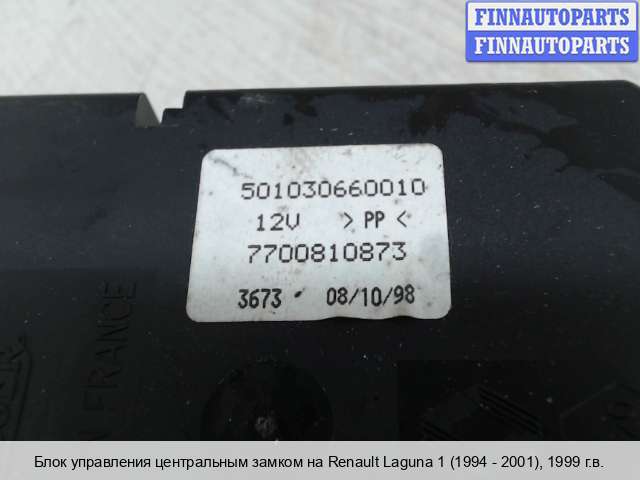 FINNAUTOPARTS
FINNAUTOPARTS
501030660010
12V >PP<
7700810873
3673 08/10/98
FRANCE
Блок управления центральным замком на Renault Laguna 1 (1994 - 2001), 1999 г.в.